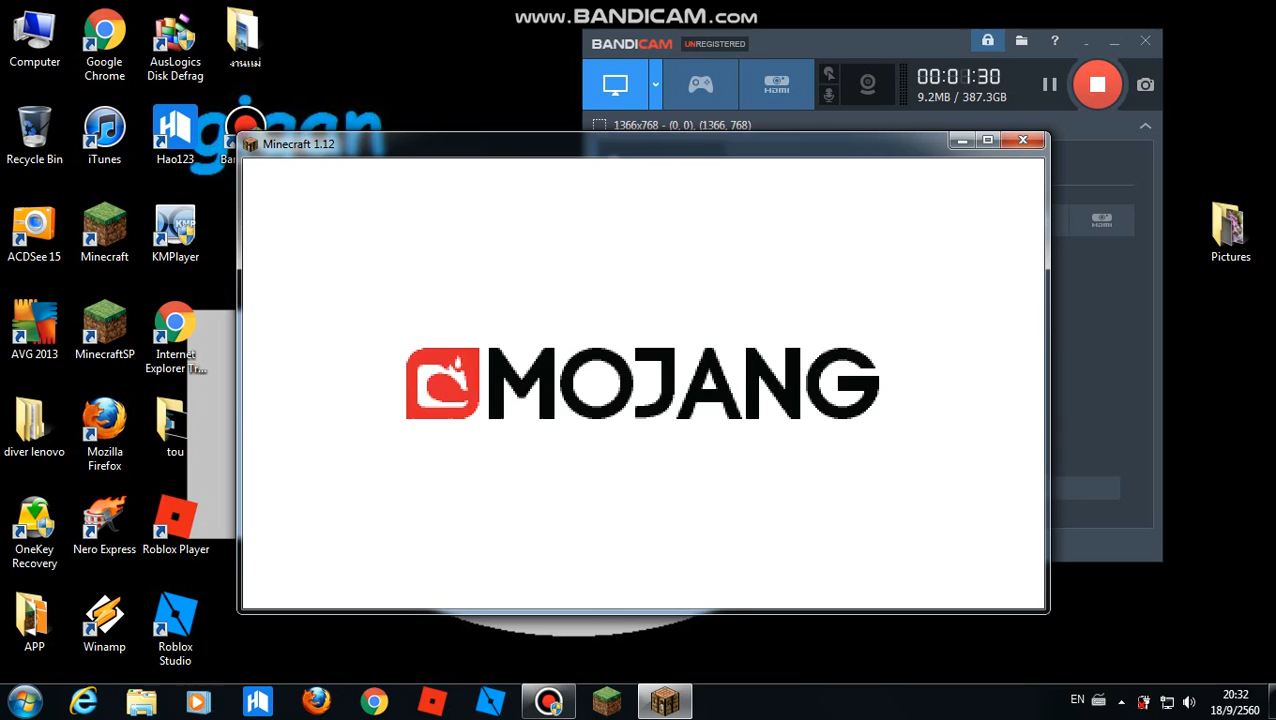 www.BANDICAM.com
Computer
Google
Chrome
AusLogics
Disk Defrag
งานแม่
BANDICAM UNREGISTERED
?
00:01:30
9.2MB / 387.3GB
HDMI
1366x768 - (0, 0), (1366, 768)
Recycle Bin
iTunes
Hao123
Minecraft 1.12
HDMI
ACDSee 15
Minecraft
KMPlayer
Pictures
MOJANG
AVG 2013
MinecraftSP
Internet
Explorer Tr...
diver lenovo
Mozilla
Firefox
tou
OneKey
Recovery
Nero Express
Roblox Player
APP
Winamp
Roblox
Studio
EN
20:32
18/9/2560